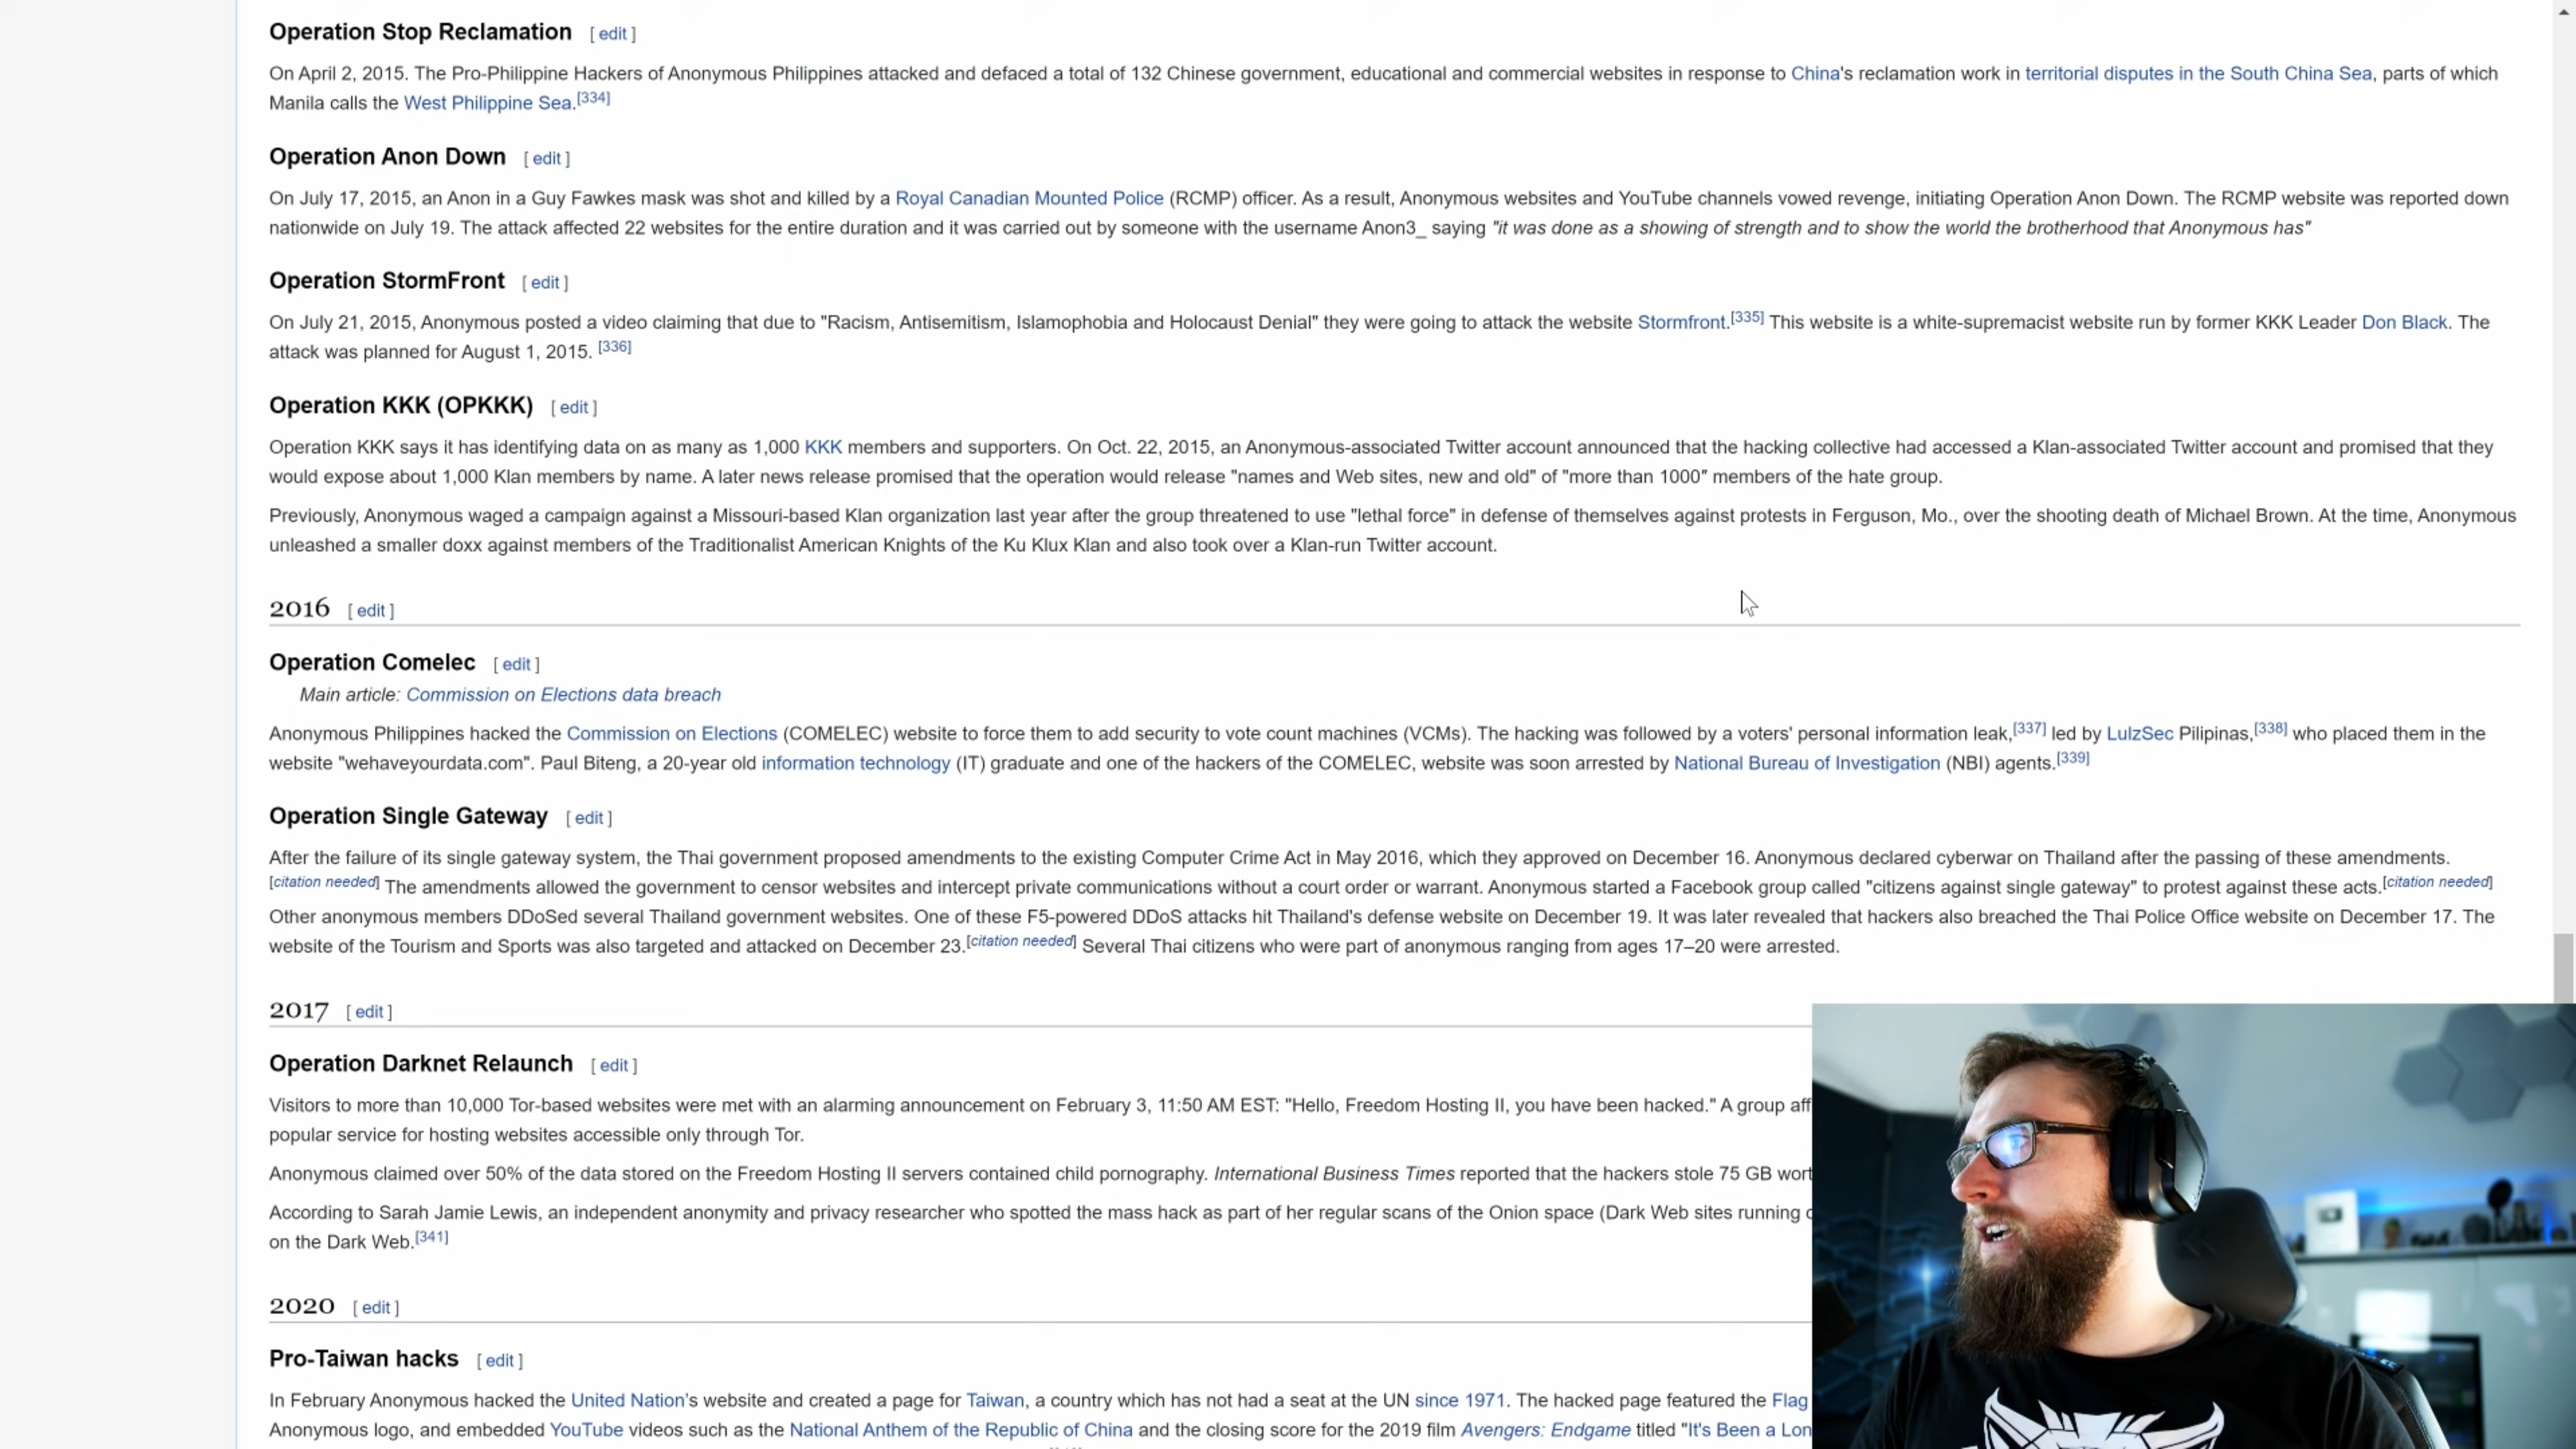 Operation Stop Reclamation [ edit ]
On April 2, 2015. The Pro-Philippine Hackers of Anonymous Philippines attacked and defaced a total of 132 Chinese government, educational and commercial websites in response to China's reclamation work in territorial disputes in the South China Sea, parts of which
Manila calls the West Philippine Sea.[334]
Operation Anon Down [ edit ]
On July 17, 2015, an Anon in a Guy Fawkes mask was shot and killed by a Royal Canadian Mounted Police (RCMP) officer. As a result, Anonymous websites and YouTube channels vowed revenge, initiating Operation Anon Down. The RCMP website was reported down
nationwide on July 19. The attack affected 22 websites for the entire duration and it was carried out by someone with the username Anon3_ saying "it was done as a showing of strength and to show the world the brotherhood that Anonymous has"
Operation StormFront [ edit ]
On July 21, 2015, Anonymous posted a video claiming that due to "Racism, Antisemitism, Islamophobia and Holocaust Denial" they were going to attack the website Stormfront.[335] This website is a white-supremacist website run by former KKK Leader Don Black. The
attack was planned for August 1, 2015. [336]
Operation KKK (OPKKK) [ edit ]
Operation KKK says it has identifying data on as many as 1,000 KKK members and supporters. On Oct. 22, 2015, an Anonymous-associated Twitter account announced that the hacking collective had accessed a Klan-associated Twitter account and promised that they
would expose about 1,000 Klan members by name. A later news release promised that the operation would release "names and Web sites, new and old" of "more than 1000" members of the hate group.
Previously, Anonymous waged a campaign against a Missouri-based Klan organization last year after the group threatened to use "lethal force" in defense of themselves against protests in Ferguson, Mo., over the shooting death of Michael Brown. At the time, Anonymous
unleashed a smaller doxx against members of the Traditionalist American Knights of the Ku Klux Klan and also took over a Klan-run Twitter account.
2016 [ edit ]
Operation Comelec [ edit ]
Main article: Commission on Elections data breach
Anonymous Philippines hacked the Commission on Elections (COMELEC) website to force them to add security to vote count machines (VCMs). The hacking was followed by a voters' personal information leak,[337] led by LulzSec Pilipinas,[338] who placed them in the
website "wehaveyourdata.com". Paul Biteng, a 20-year old information technology (IT) graduate and one of the hackers of the COMELEC, website was soon arrested by National Bureau of Investigation (NBI) agents.[339]
Operation Single Gateway [ edit ]
After the failure of its single gateway system, the Thai government proposed amendments to the existing Computer Crime Act in May 2016, which they approved on December 16. Anonymous declared cyberwar on Thailand after the passing of these amendments.
[citation needed] The amendments allowed the government to censor websites and intercept private communications without a court order or warrant. Anonymous started a Facebook group called "citizens against single gateway" to protest against these acts.[citation needed]
Other anonymous members DDoSed several Thailand government websites. One of these F5-powered DDoS attacks hit Thailand's defense website on December 19. It was later revealed that hackers also breached the Thai Police Office website on December 17. The
website of the Tourism and Sports was also targeted and attacked on December 23.[citation needed] Several Thai citizens who were part of anonymous ranging from ages 17–20 were arrested.
2017 [ edit ]
Operation Darknet Relaunch [ edit ]
Visitors to more than 10,000 Tor-based websites were met with an alarming announcement on February 3, 11:50 AM EST: "Hello, Freedom Hosting II, you have been hacked." A group aff
popular service for hosting websites accessible only through Tor.
Anonymous claimed over 50% of the data stored on the Freedom Hosting II servers contained child pornography. International Business Times reported that the hackers stole 75 GB wort
According to Sarah Jamie Lewis, an independent anonymity and privacy researcher who spotted the mass hack as part of her regular scans of the Onion space (Dark Web sites running
on the Dark Web.[341]
2020 [ edit ]
Pro-Taiwan hacks [ edit ]
In February Anonymous hacked the United Nation's website and created a page for Taiwan, a country which has not had a seat at the UN since 1971. The hacked page featured the Flag
Anonymous logo, and embedded YouTube videos such as the National Anthem of the Republic of China and the closing score for the 2019 film Avengers: Endgame titled "It's Been a Lon